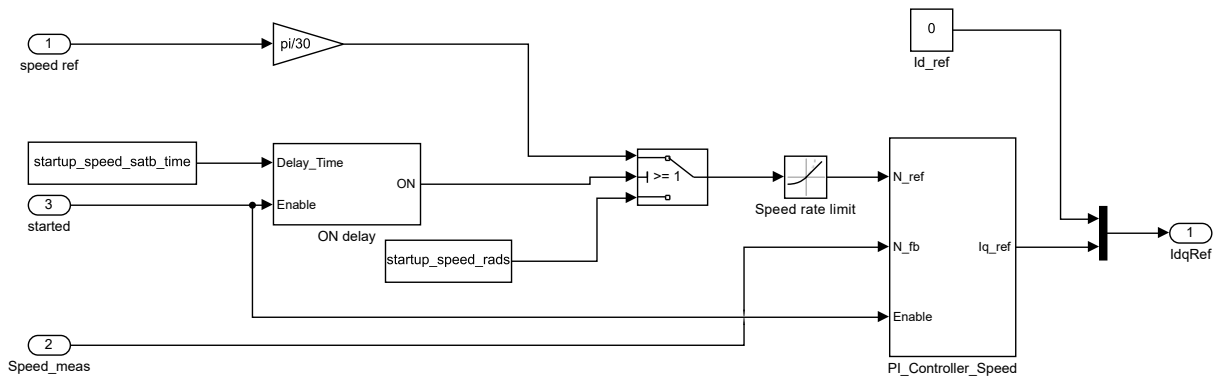 0
Id_ref
1
speed ref
pi/30
startup_speed_satb_time
Delay_Time
ON
Enable
ON delay
3
started
startup_speed_rads
>= 1
Speed rate limit
N_ref
N_fb
Iq_ref
Enable
PI_Controller_Speed
1
IdqRef
2
Speed_meas